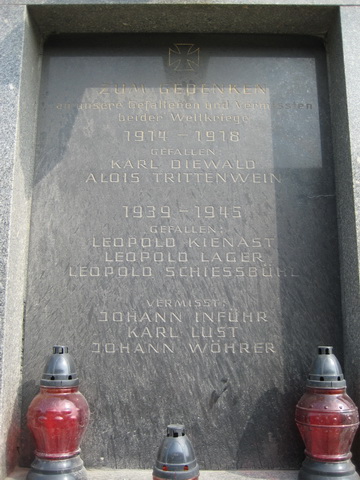 ZUM GEDENKEN
an unsere Gefallenen und Vermissten
beider Weltkriege
1914 - 1918
GEFALLEN:
KARL DIEWALD
ALOIS TRITTENWEIN
1939 - 1945
GEFALLEN:
LEOPOLD KIENAST
LEOPOLD LAGER
LEOPOLD SCHIESSBÜHL
VERMISST:
JOHANN INFÜHR
KARL LUST
JOHANN WÖHRER